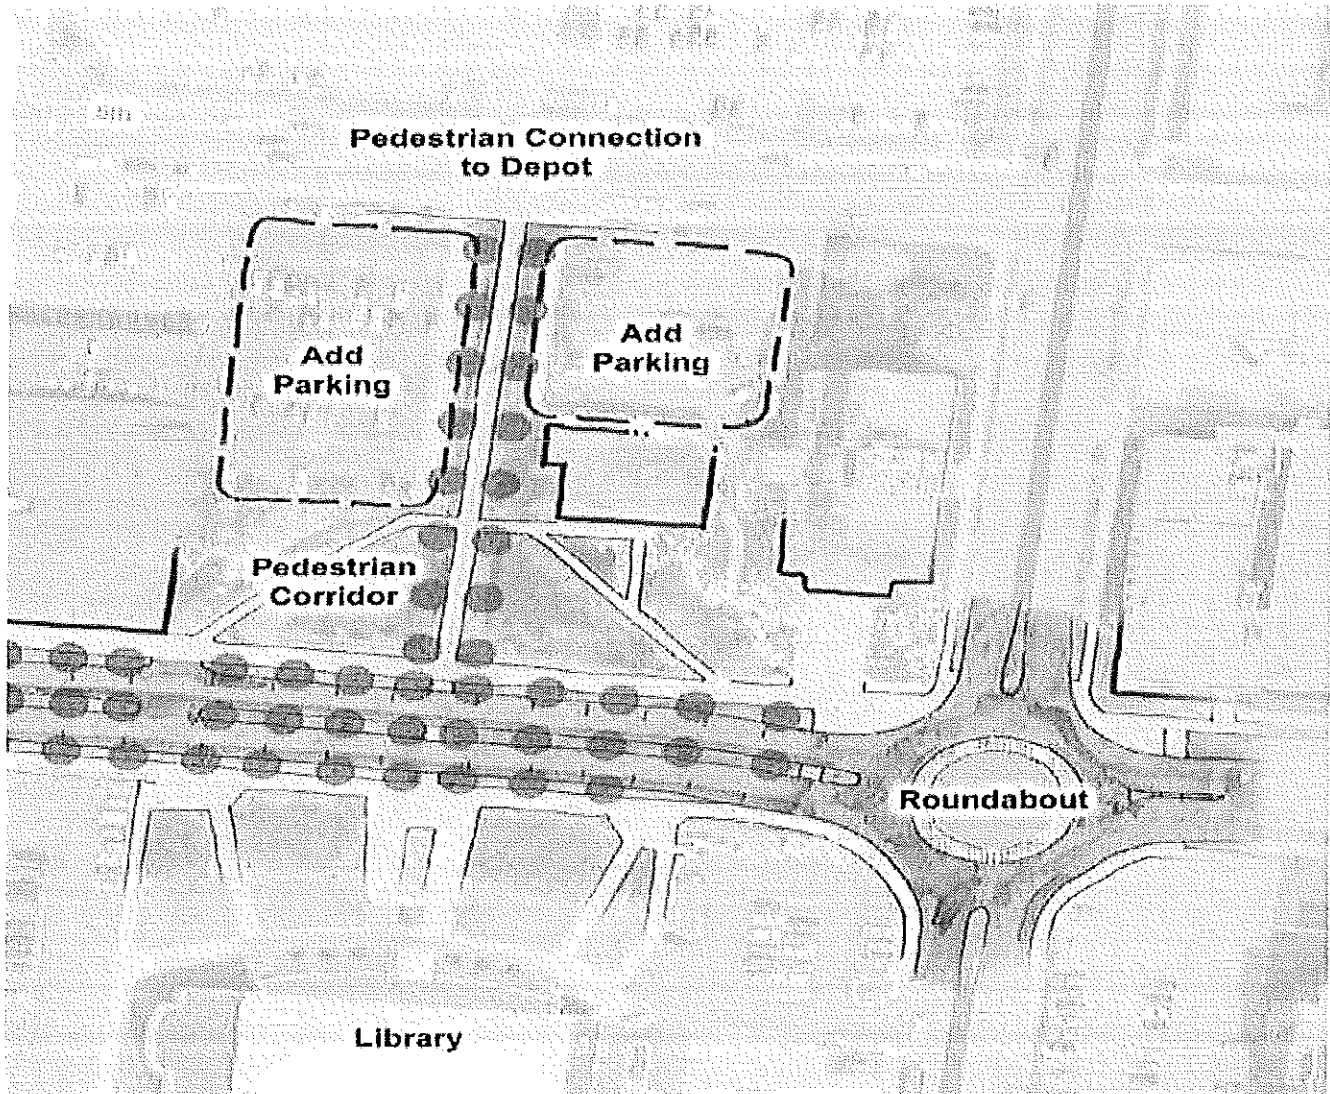 Pedestrian Connection
to Depot
Add
Parking
Add
Parking
Pedestrian
Corridor
Roundabout
Library